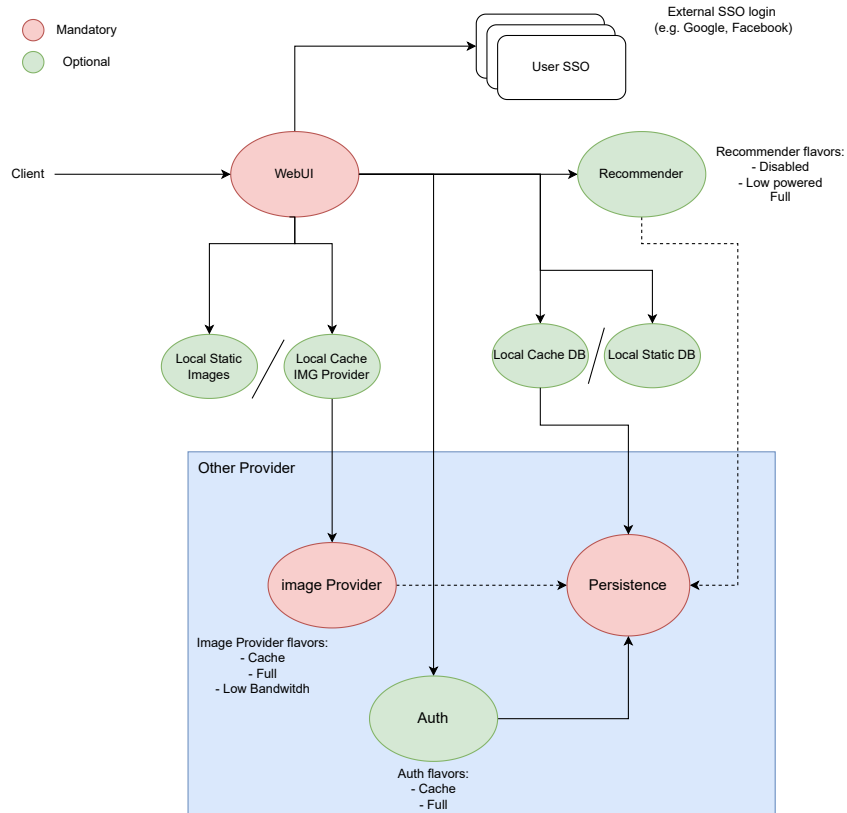 External SSO login
(e.g. Google, Facebook)
Mandatory
Optional
User SSO
Client
WebUI
Recommender
Recommender flavors:
- Disabled
- Low powered
Full
Local Static
Images
Local Cache
IMG Provider
Local Cache DB
Local Static DB
Other Provider
image Provider
Persistence
Image Provider flavors:
- Cache
- Full
- Low Bandwitdh
Auth
Auth flavors:
- Cache
- Full